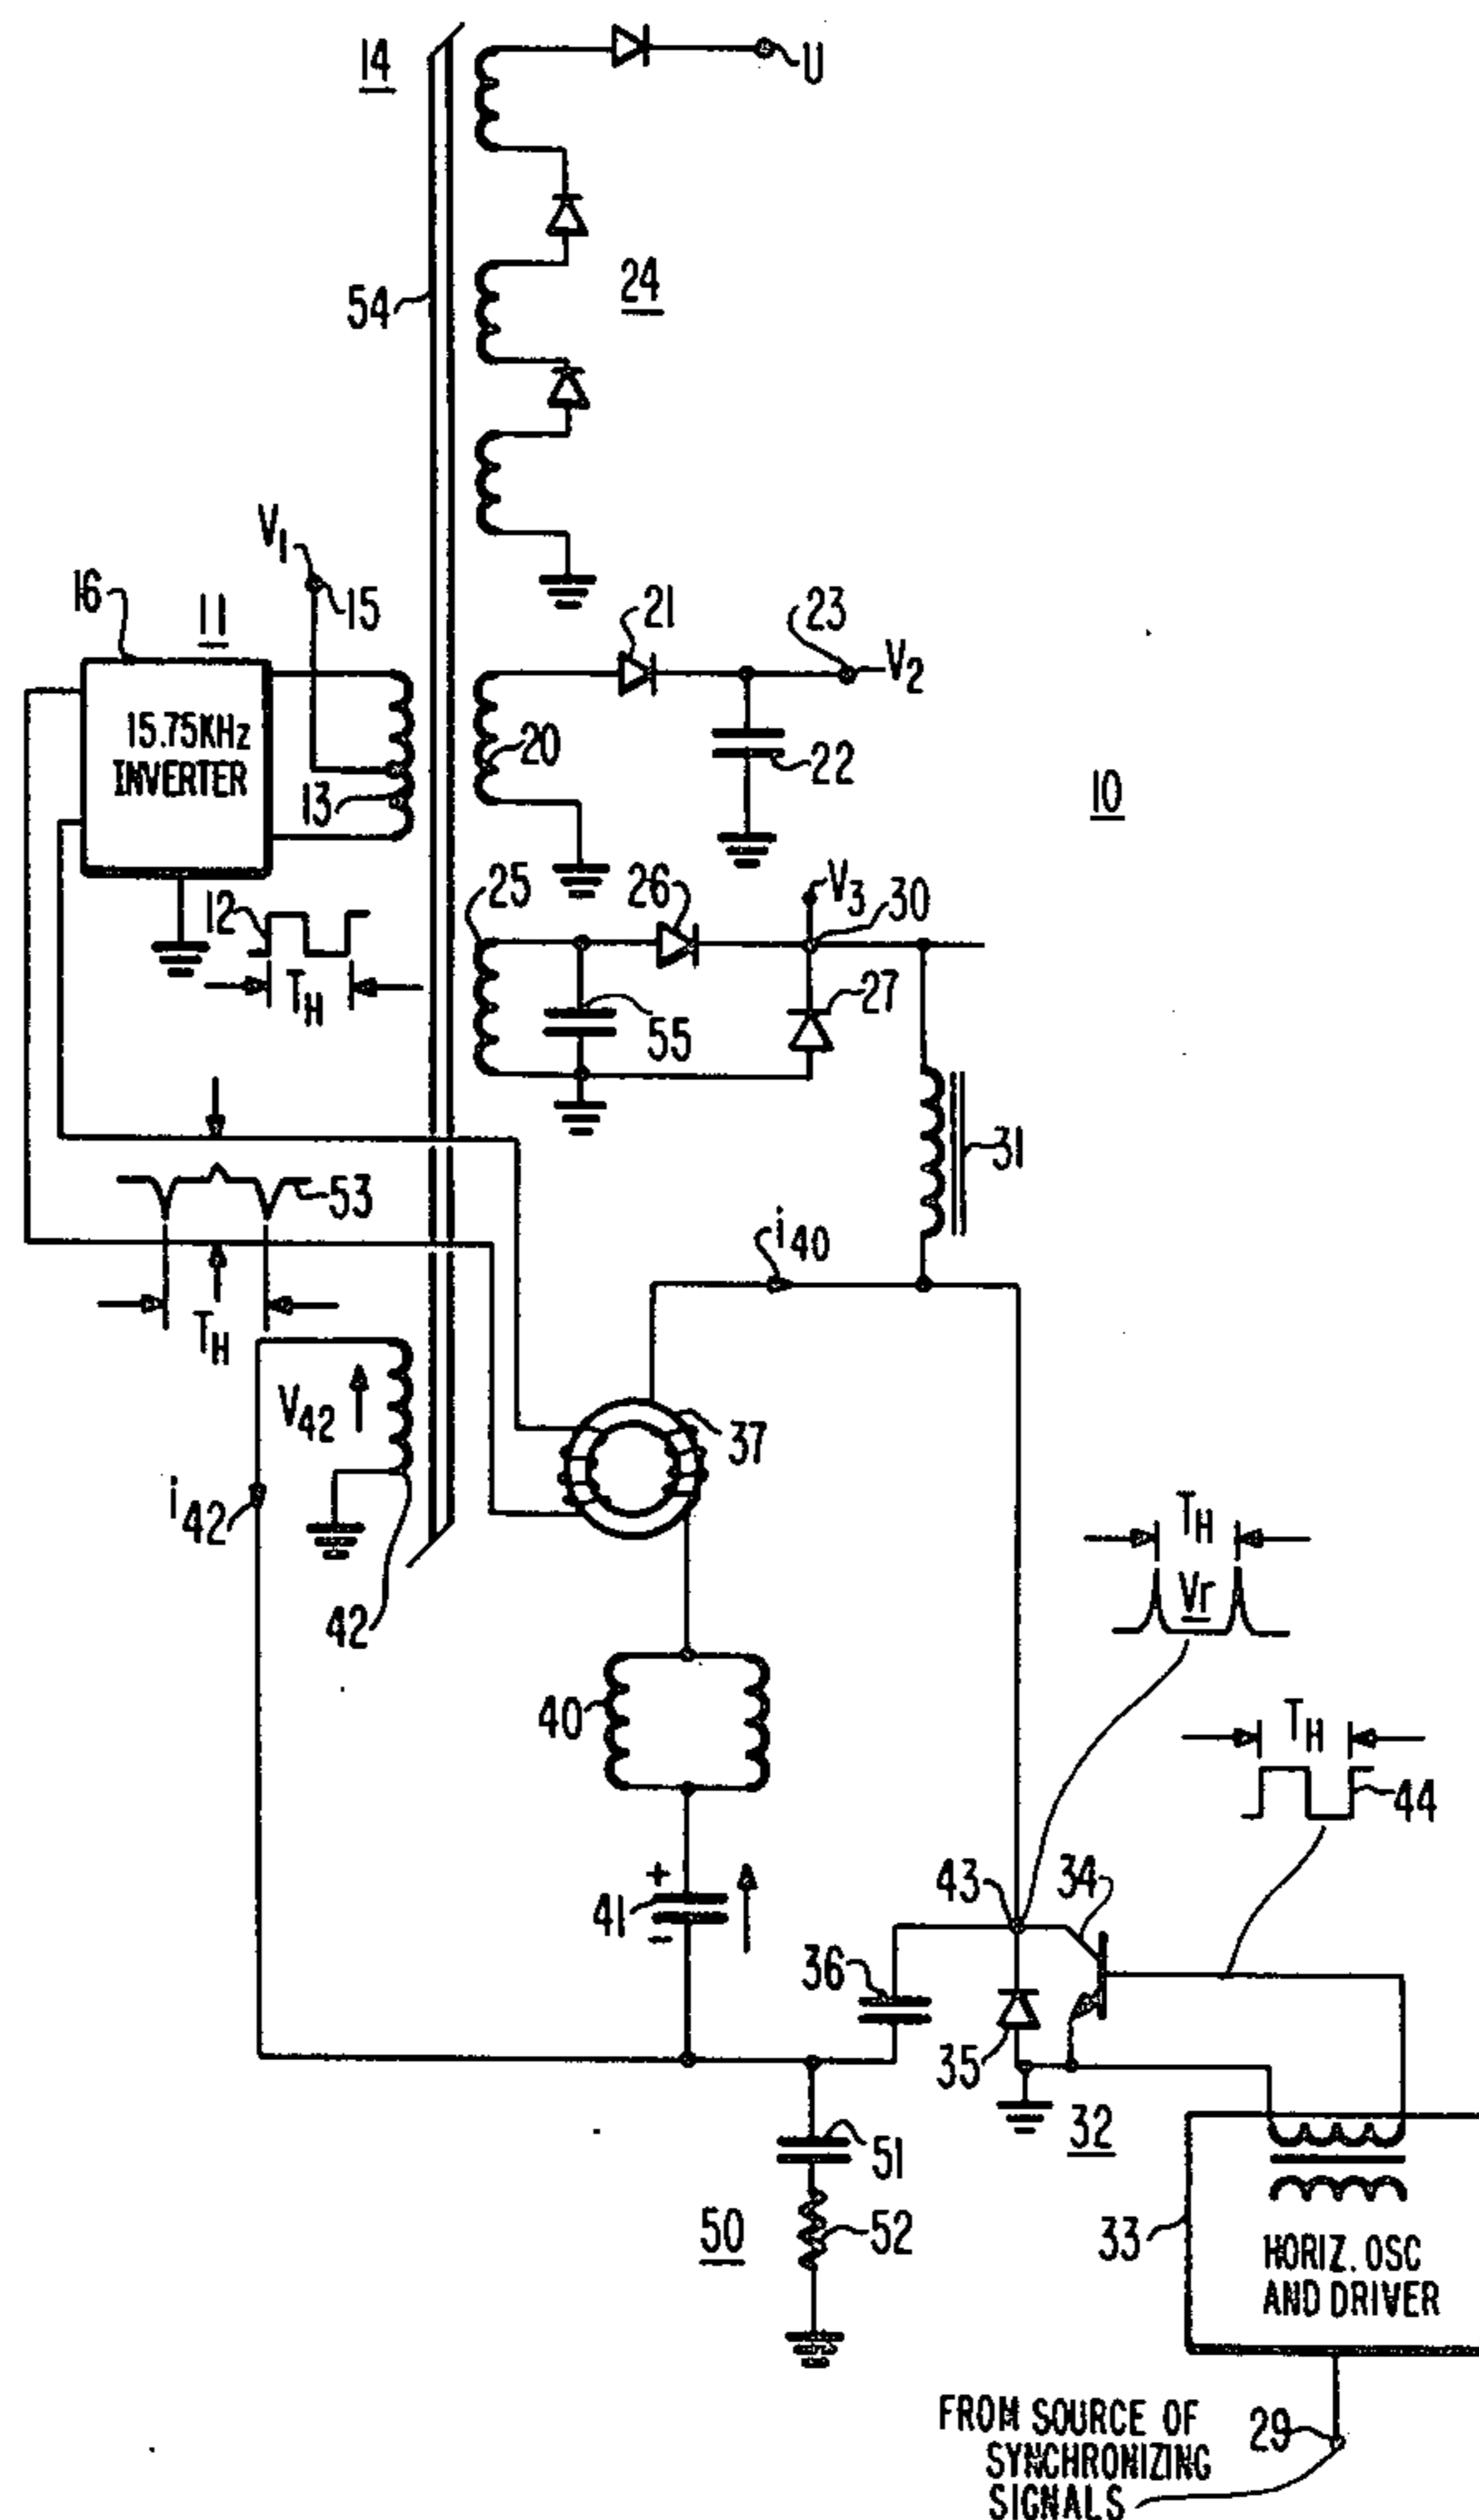 14
U
54
24
V1
16
11
15
21
23
V2
15.75KHz
INVERTER
13
20
22
10
12
TH
25
26
V3
30
27
55
31
53
TH
i40
V42
37
i42
42
TH
Vr
40
TH
44
41
+
−
43
34
36
35
32
51
50
52
33
HORIZ. OSC
AND DRIVER
FROM SOURCE OF
SYNCHRONIZING
SIGNALS
29